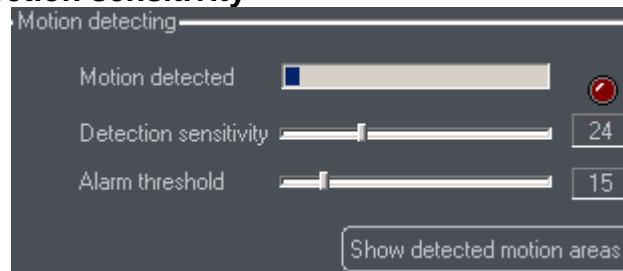 Motion detecting
Motion detected
Detection sensitivity 24
Alarm threshold 15
Show detected motion areas